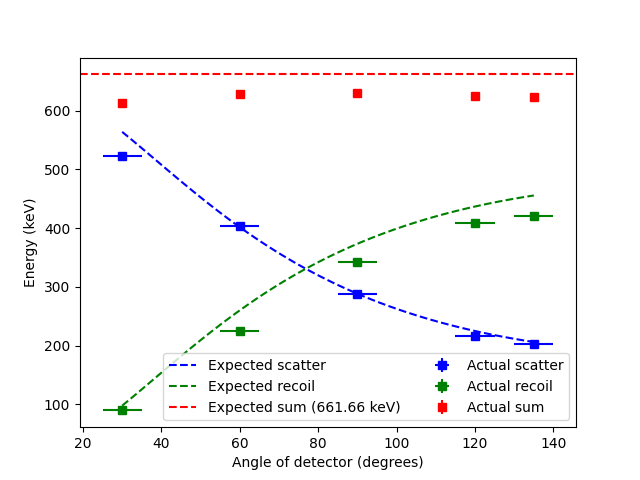 600
500
400
300
200
100
Energy (keV)
Expected scatter
Expected recoil
Expected sum (661.66 keV)
Actual scatter
Actual recoil
Actual sum
20 40 60 80 100 120 140
Angle of detector (degrees)